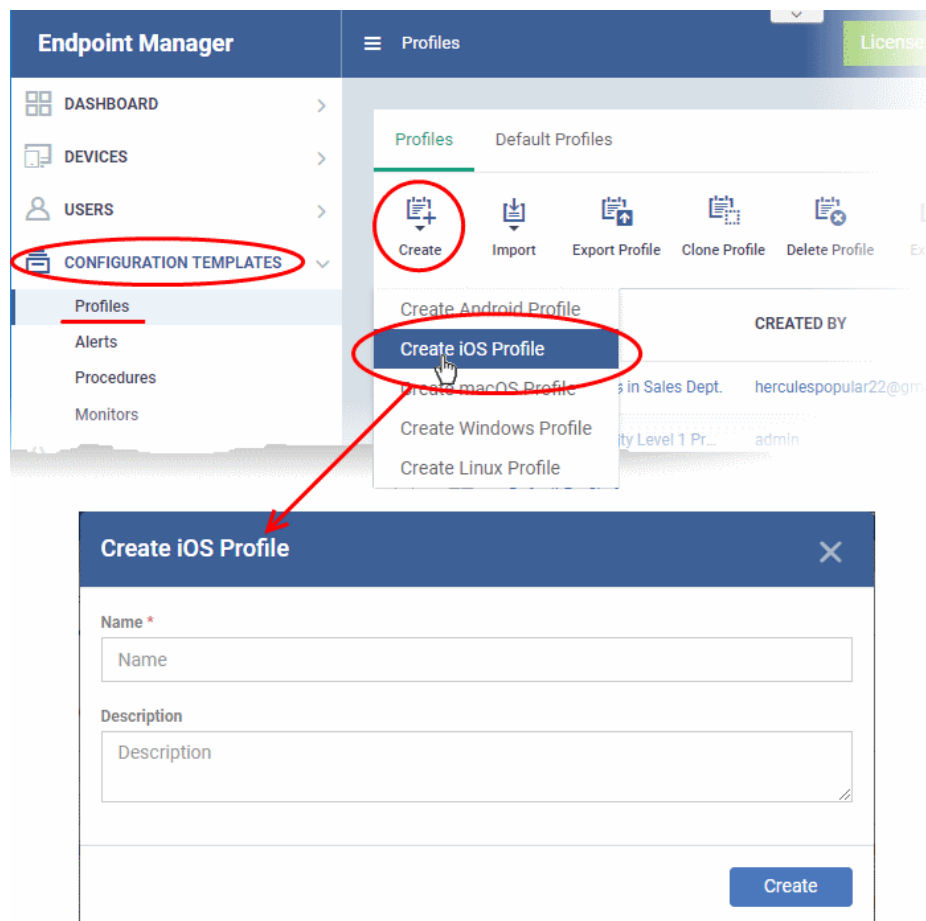 Endpoint Manager
Profiles
License
DASHBOARD
DEVICES
USERS
CONFIGURATION TEMPLATES
Profiles
Alerts
Procedures
Monitors
Profiles Default Profiles
Create Import Export Profile Clone Profile Delete Profile Ex
Create Android Profile
Create iOS Profile
Create macOS Profile
Create Windows Profile
Create Linux Profile
CREATED BY
s in Sales Dept. herculespopular22@gm
ity Level 1 Pr... admin
Create iOS Profile
Name *
Name
Description
Description
Create